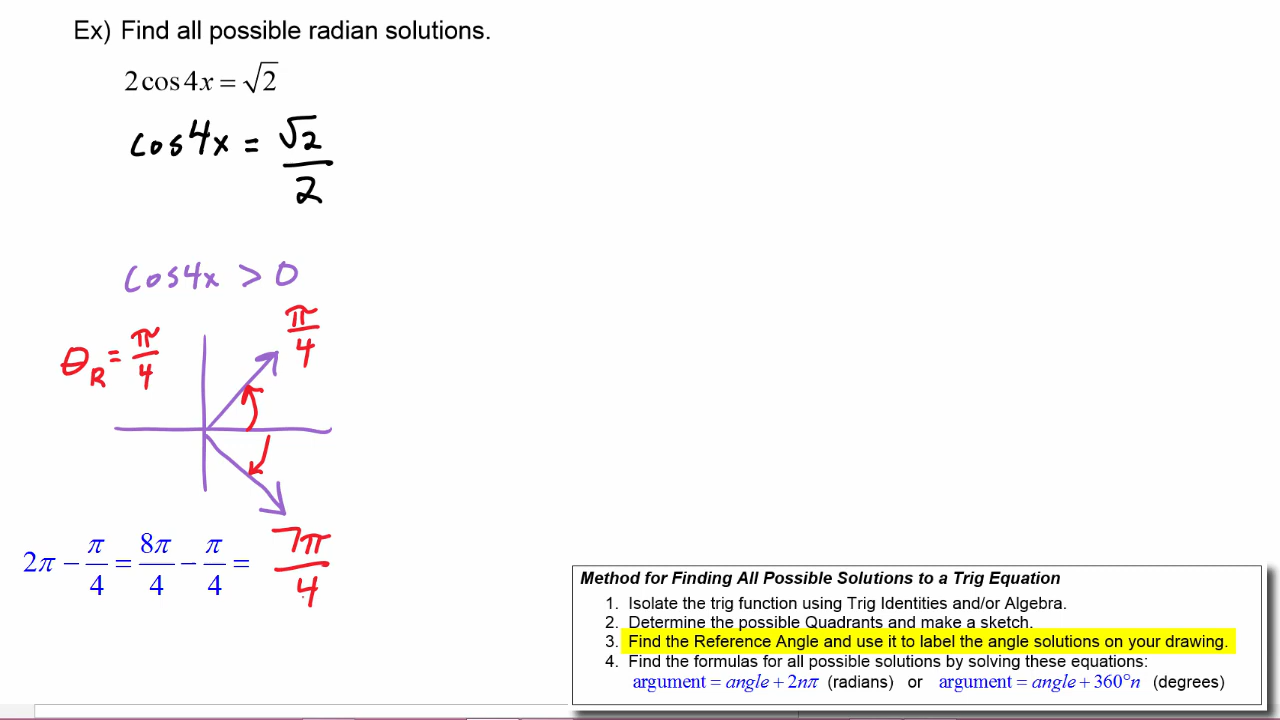 Ex) Find all possible radian solutions.
2cos4x = √2
cos4x = √2/2
cos4x > 0
θ_R = π/4
π/4
2π − π/4 = 8π/4 − π/4 = 7π/4
Method for Finding All Possible Solutions to a Trig Equation
1. Isolate the trig function using Trig Identities and/or Algebra.
2. Determine the possible Quadrants and make a sketch.
3. Find the Reference Angle and use it to label the angle solutions on your drawing.
4. Find the formulas for all possible solutions by solving these equations:
argument = angle + 2nπ (radians) or argument = angle + 360°n (degrees)